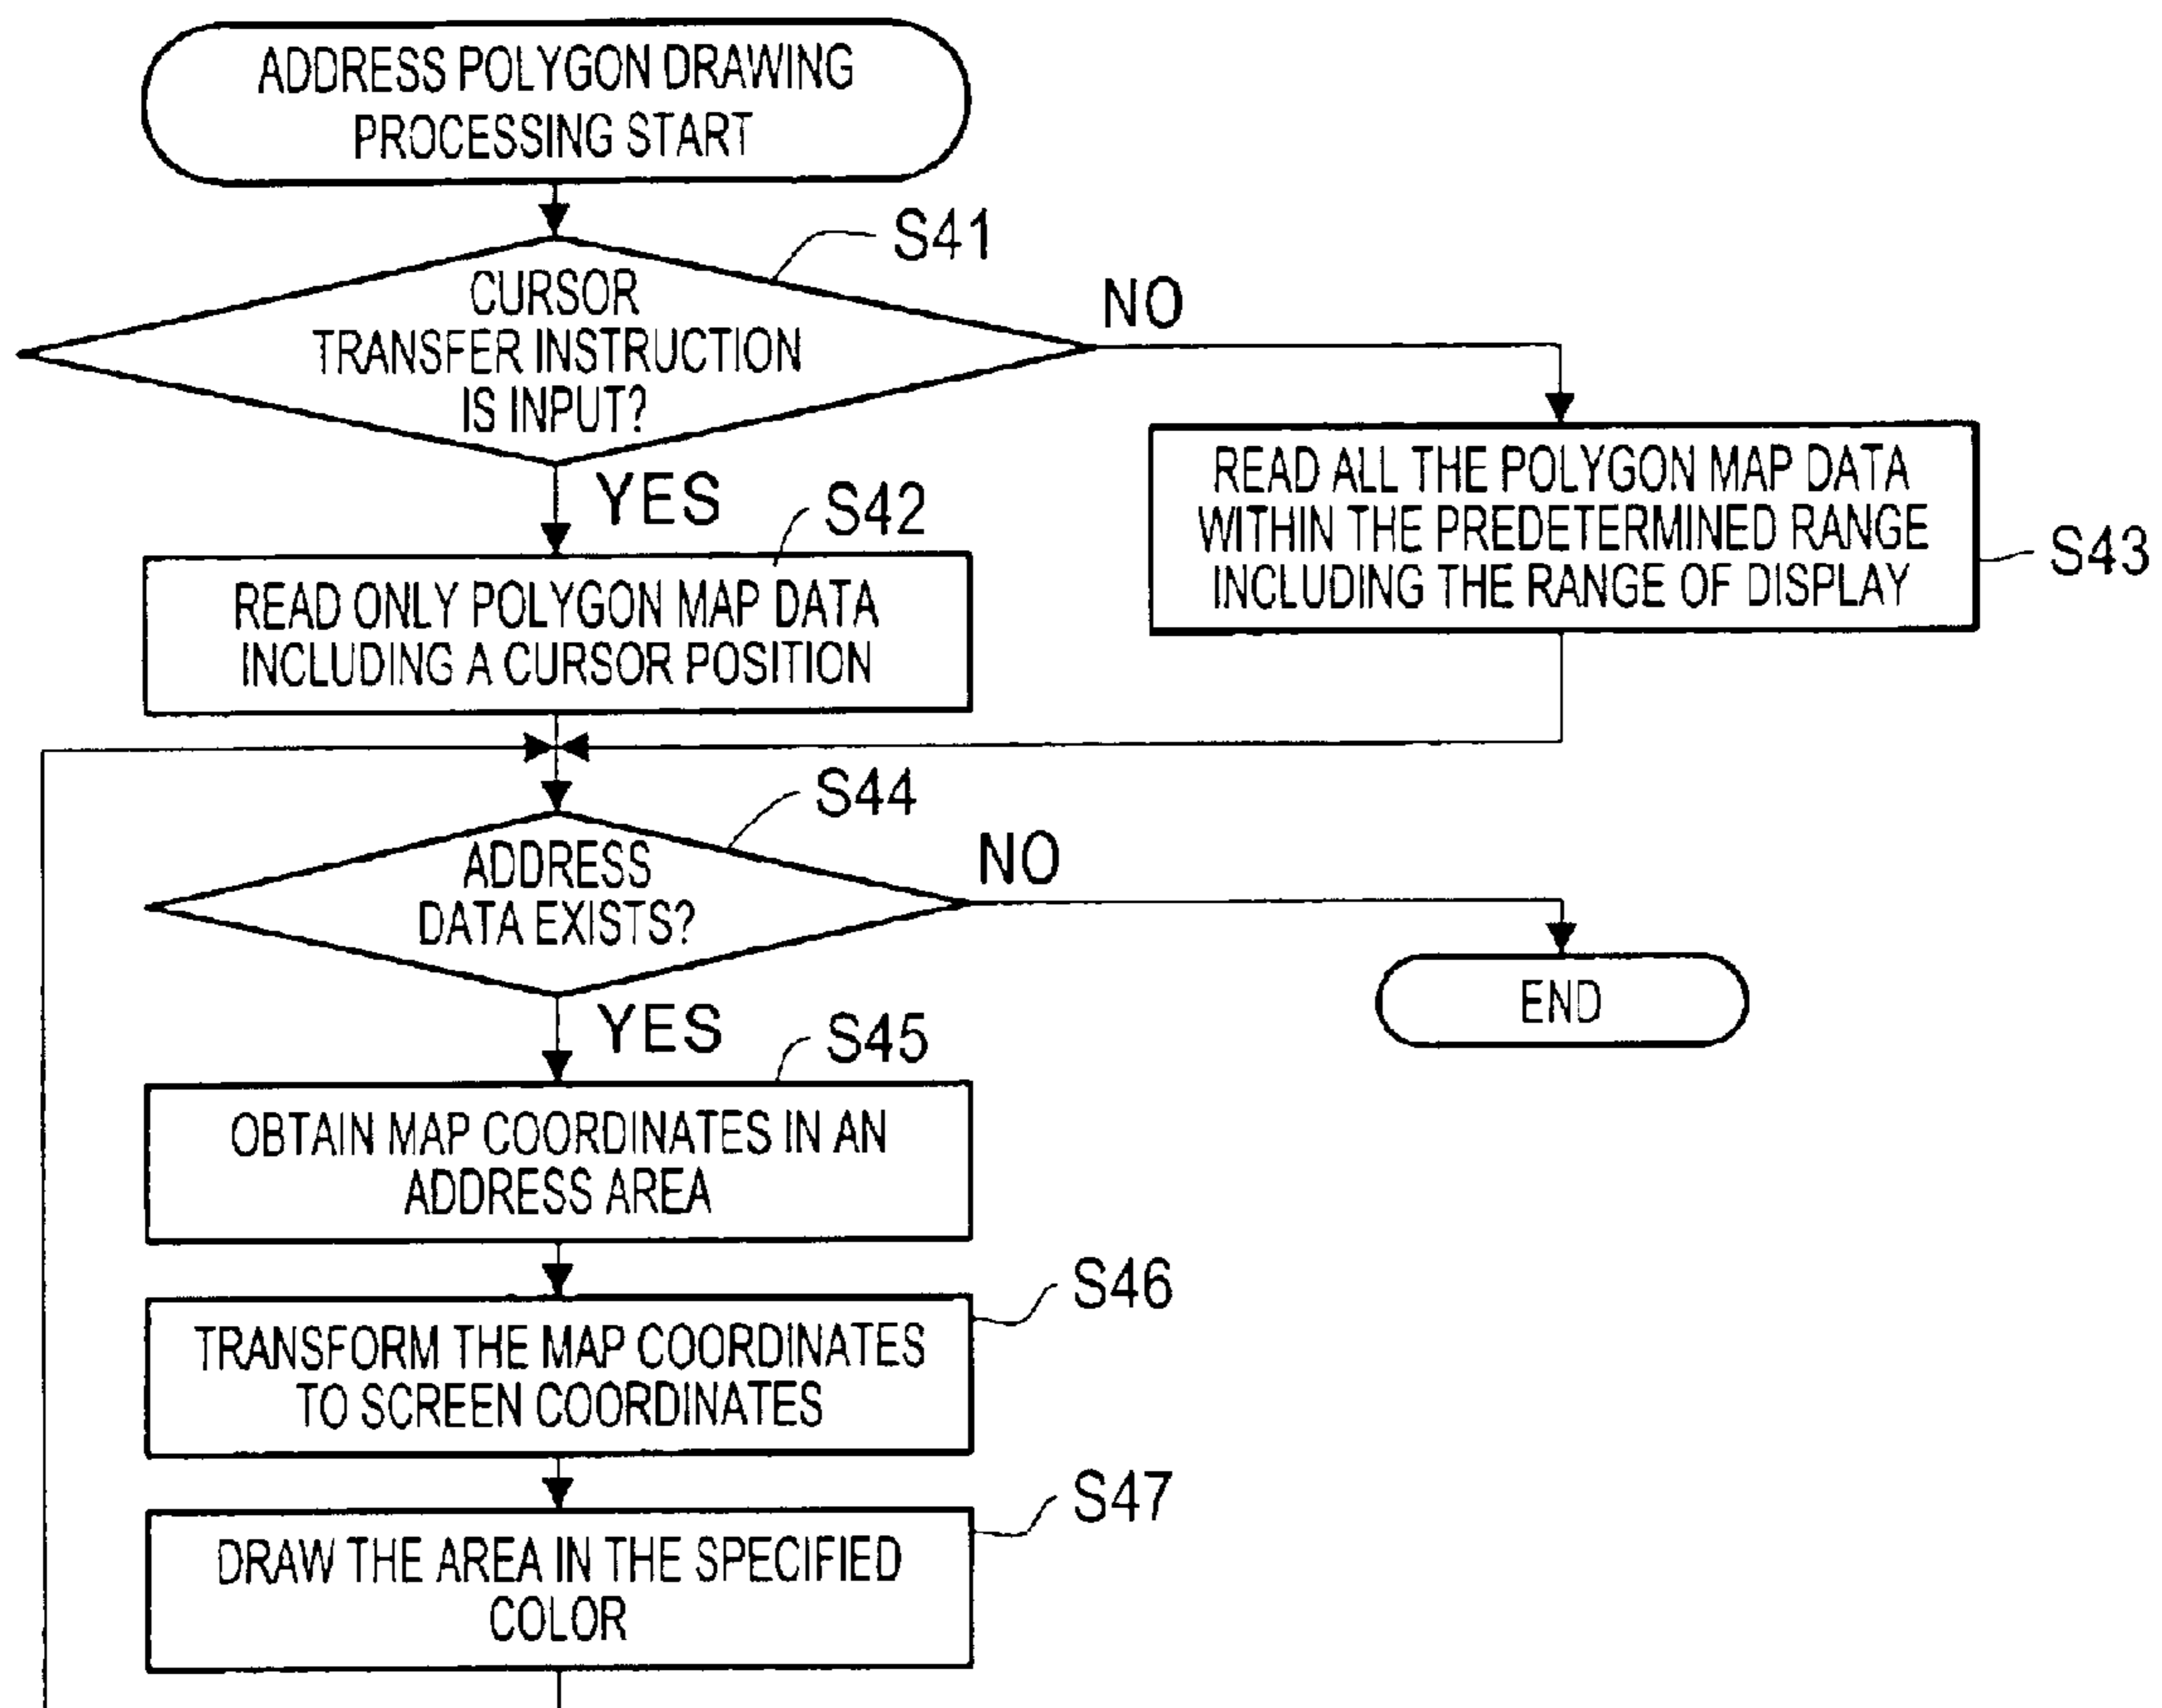 ADDRESS POLYGON DRAWING
PROCESSING START
S41
CURSOR
TRANSFER INSTRUCTION
IS INPUT?
NO
YES
S42
READ ONLY POLYGON MAP DATA
INCLUDING A CURSOR POSITION
READ ALL THE POLYGON MAP DATA
WITHIN THE PREDETERMINED RANGE
INCLUDING THE RANGE OF DISPLAY
S43
S44
ADDRESS
DATA EXISTS?
NO
END
YES
S45
OBTAIN MAP COORDINATES IN AN
ADDRESS AREA
S46
TRANSFORM THE MAP COORDINATES
TO SCREEN COORDINATES
S47
DRAW THE AREA IN THE SPECIFIED
COLOR